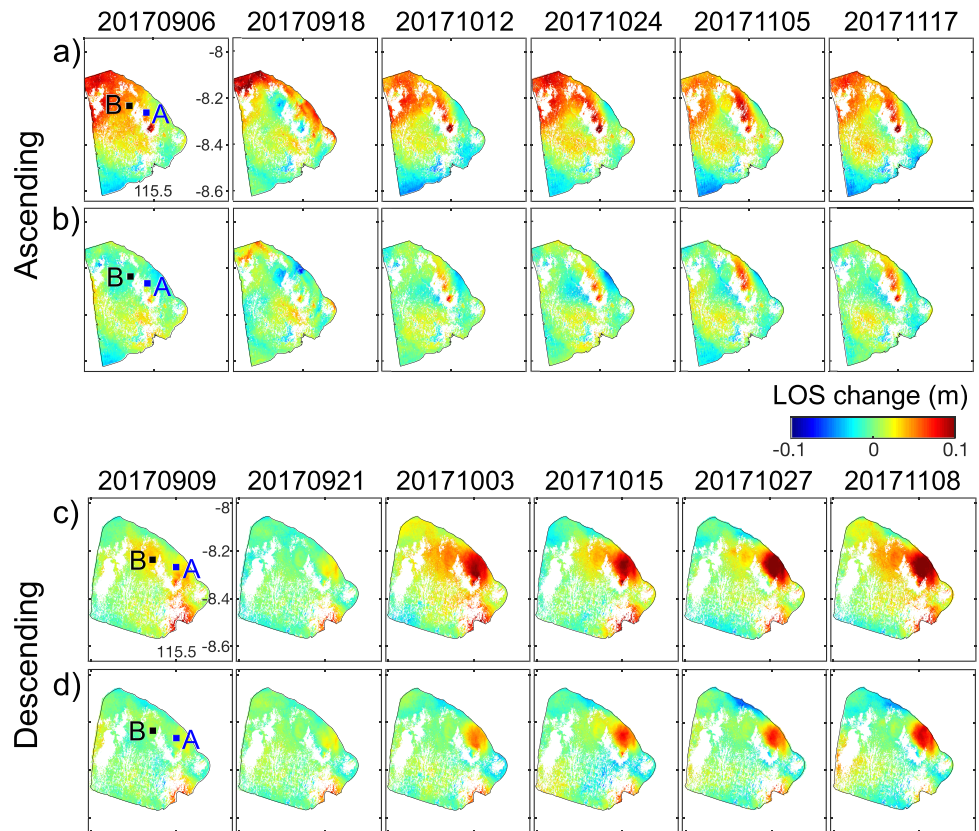 20170906 20170918 20171012 20171024 20171105 20171117
a)
-8
B A
-8.2
-8.4
115.5 -8.6
Ascending
b)
B A
LOS change (m)
-0.1 0 0.1
20170909 20170921 20171003 20171015 20171027 20171108
c)
-8
B A
-8.2
-8.4
115.5 -8.6
Descending
d)
B A